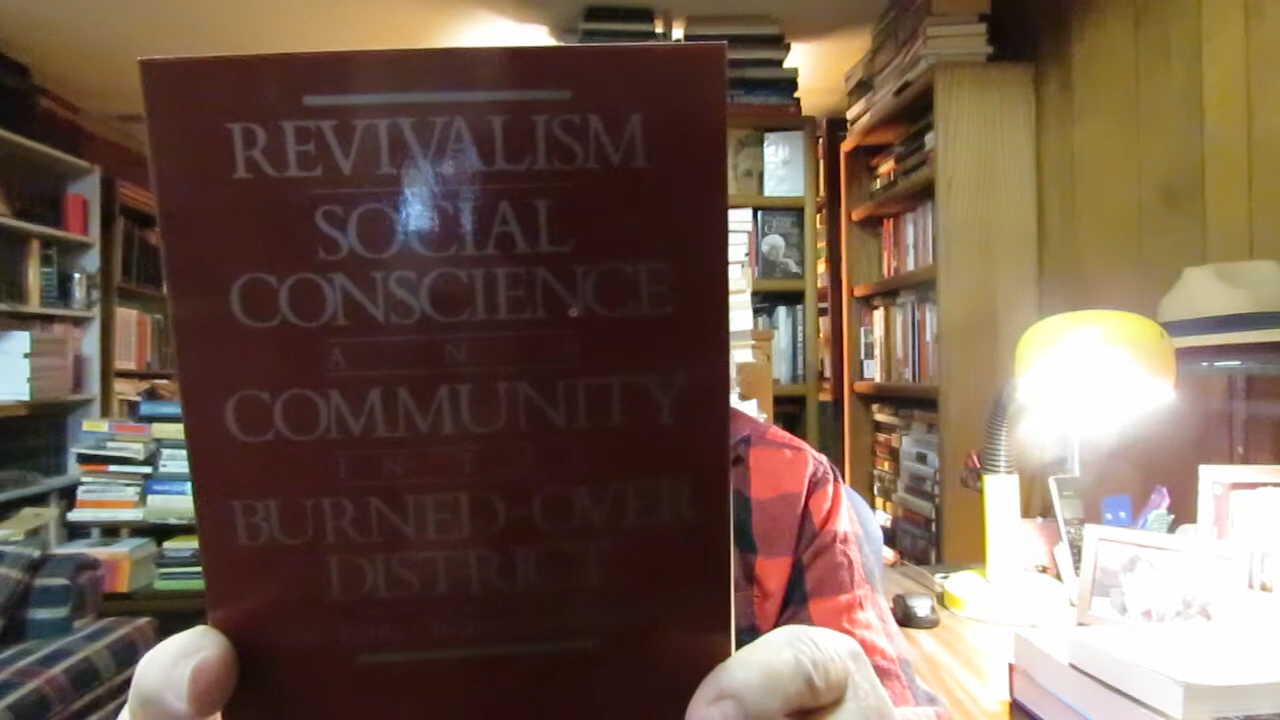 REVIVALISM
SOCIAL
CONSCIENCE
AND
COMMUNITY
IN THE
BURNED-OVER
DISTRICT